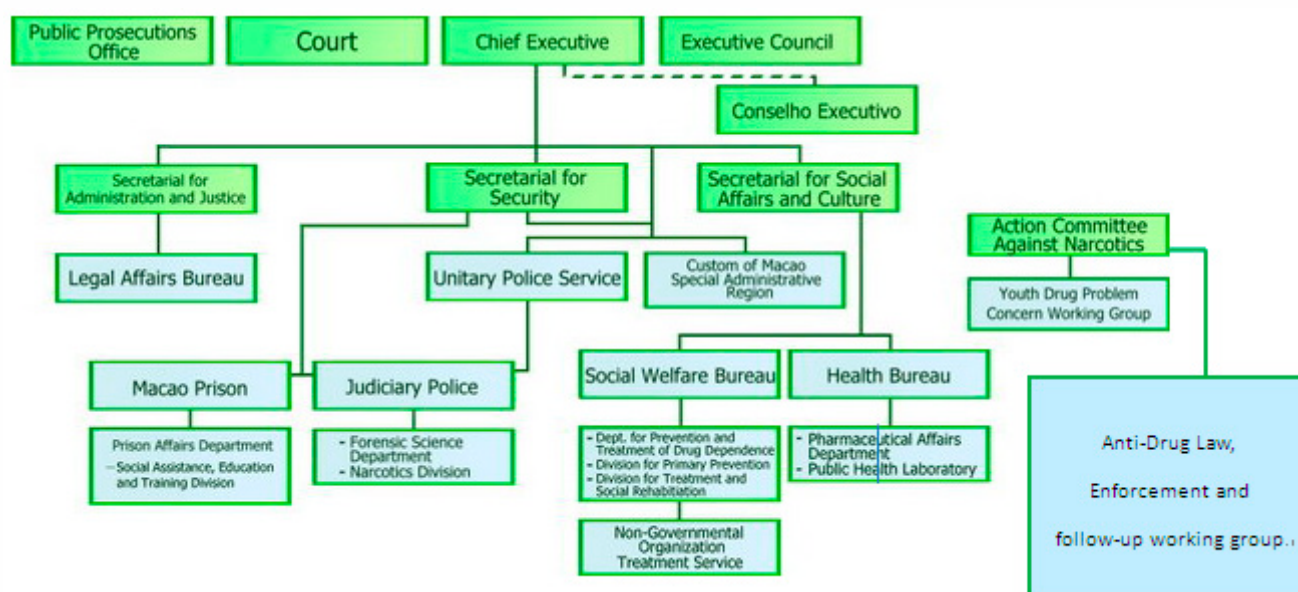 Public Prosecutions
Office
Court
Chief Executive
Executive Council
Conselho Executivo
Secretarial for
Administration and Justice
Secretarial for
Security
Secretarial for Social
Affairs and Culture
Action Committee
Against Narcotics
Legal Affairs Bureau
Unitary Police Service
Custom of Macao
Special Administrative
Region
Youth Drug Problem
Concern Working Group
Macao Prison
Judiciary Police
Social Welfare Bureau
Health Bureau
Prison Affairs Department
—Social Assistance, Education
and Training Division
- Forensic Science
Department
- Narcotics Division
- Dept. for Prevention and
Treatment of Drug Dependence
- Division for Primary Prevention
- Division for Treatment and
Social Rehabitiation
- Pharmaceutical Affairs
Department
- Public Health Laboratory
Non-Governmental
Organization
Treatment Service
Anti-Drug Law,
Enforcement and
follow-up working group.